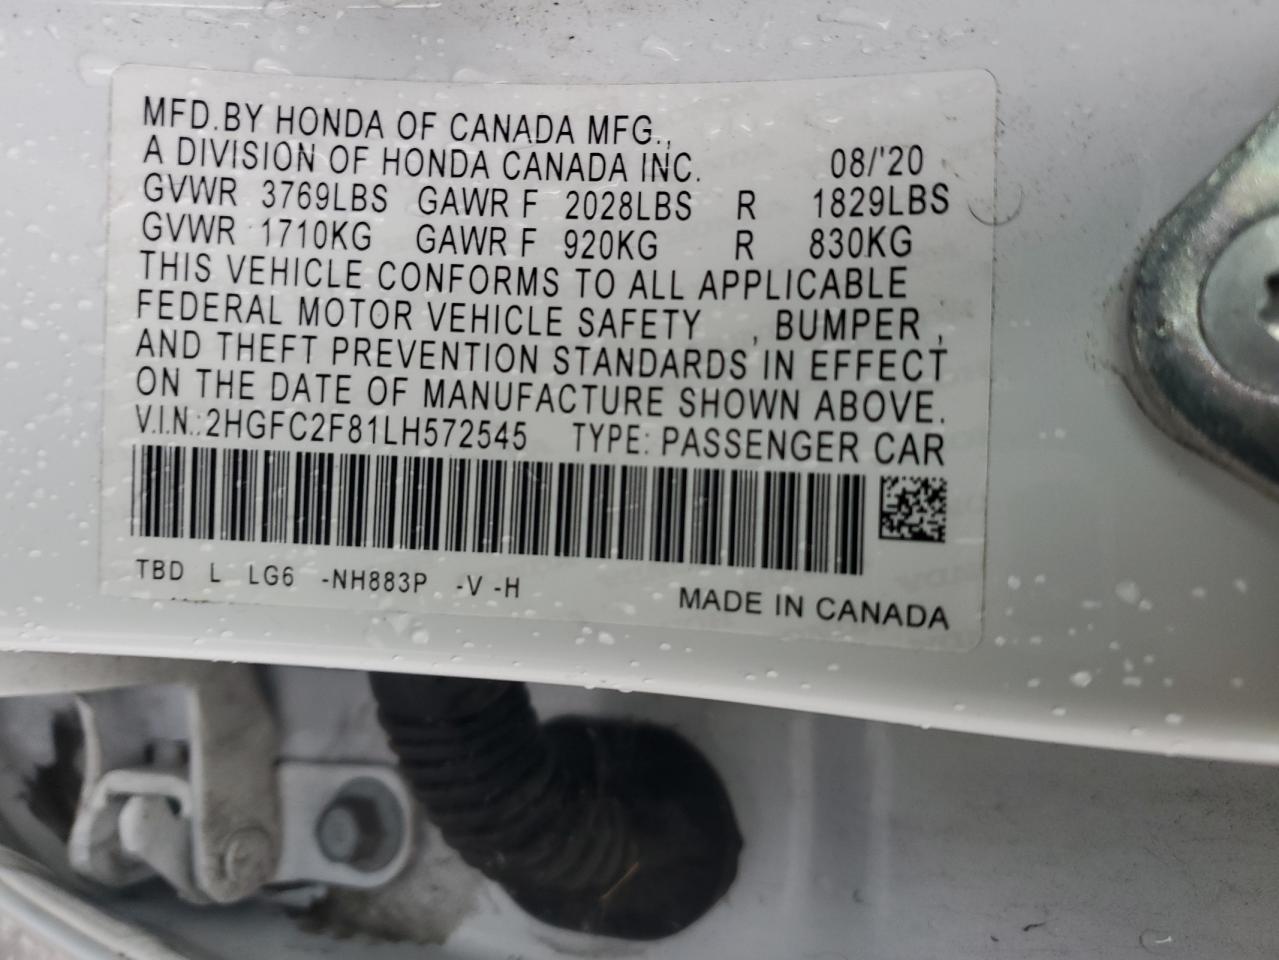 MFD.BY HONDA OF CANADA MFG.,
A DIVISION OF HONDA CANADA INC. 08/'20
GVWR 3769LBS GAWR F 2028LBS R 1829LBS
GVWR 1710KG GAWR F 920KG R 830KG
THIS VEHICLE CONFORMS TO ALL APPLICABLE
FEDERAL MOTOR VEHICLE SAFETY , BUMPER ,
AND THEFT PREVENTION STANDARDS IN EFFECT
ON THE DATE OF MANUFACTURE SHOWN ABOVE.
V.I.N.:2HGFC2F81LH572545 TYPE: PASSENGER CAR
TBD L LG6 -NH883P -V -H
MADE IN CANADA